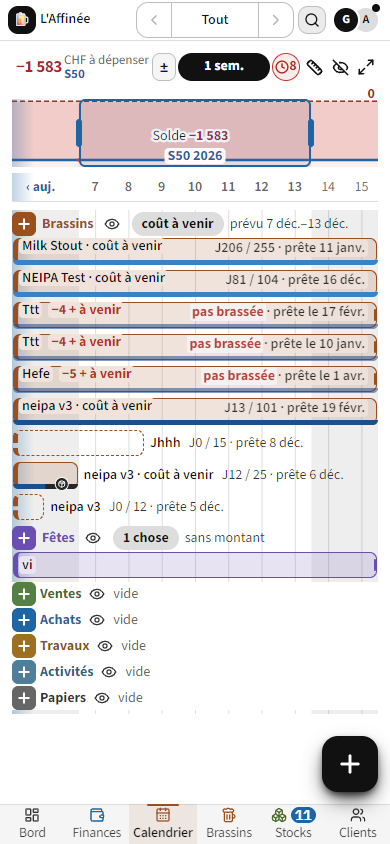 L'Affinée
Tout
G A
−1 583 CHF à dépenser S50
± 1 sem. 8
0
Solde −1 583
S50 2026
‹ auj. 7 8 9 10 11 12 13 14 15
Brassins coût à venir prévu 7 déc.–13 déc.
Milk Stout · coût à venir J206 / 255 · prête 11 janv.
NEIPA Test · coût à venir J81 / 104 · prête 16 déc.
Ttt −4 + à venir pas brassée · prête le 17 févr.
Ttt −4 + à venir pas brassée · prête le 10 janv.
Hefe −5 + à venir pas brassée · prête le 1 avr.
neipa v3 · coût à venir J13 / 101 · prête 19 févr.
Jhhh J0 / 15 · prête 8 déc.
neipa v3 · coût à venir J12 / 25 · prête 6 déc.
neipa v3 J0 / 12 · prête 5 déc.
Fêtes 1 chose sans montant
vi
Ventes vide
Achats vide
Travaux vide
Activités vide
Papiers vide
+
11
Bord Finances Calendrier Brassins Stocks Clients